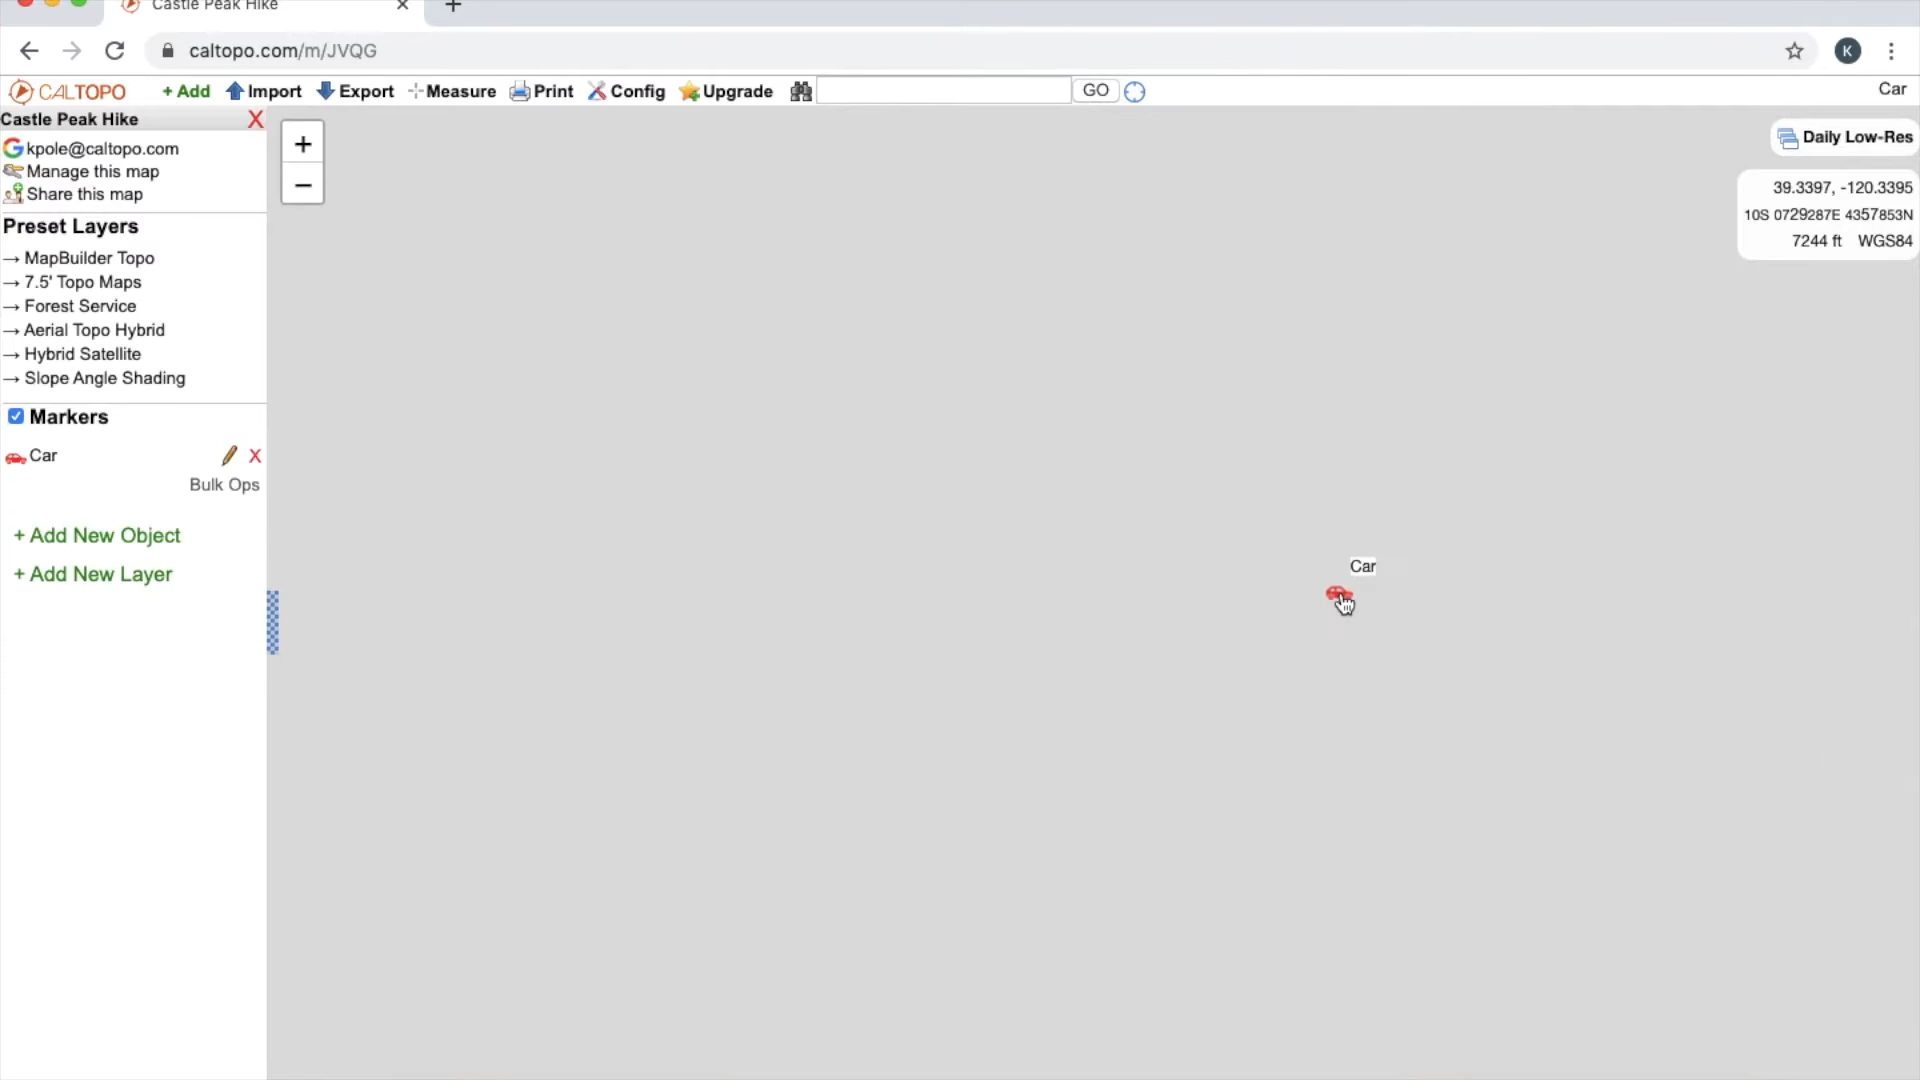 Castle Peak Hike
caltopo.com/m/JVQG
K
CALTOPO
+ Add
Import
Export
Measure
Print
Config
Upgrade
GO
Car
Castle Peak Hike
X
kpole@caltopo.com
Manage this map
Share this map
Preset Layers
→ MapBuilder Topo
→ 7.5' Topo Maps
→ Forest Service
→ Aerial Topo Hybrid
→ Hybrid Satellite
→ Slope Angle Shading
Markers
Car
X
Bulk Ops
+ Add New Object
+ Add New Layer
+
−
Car
Daily Low-Res
39.3397, -120.3395
10S 0729287E 4357853N
7244 ft WGS84